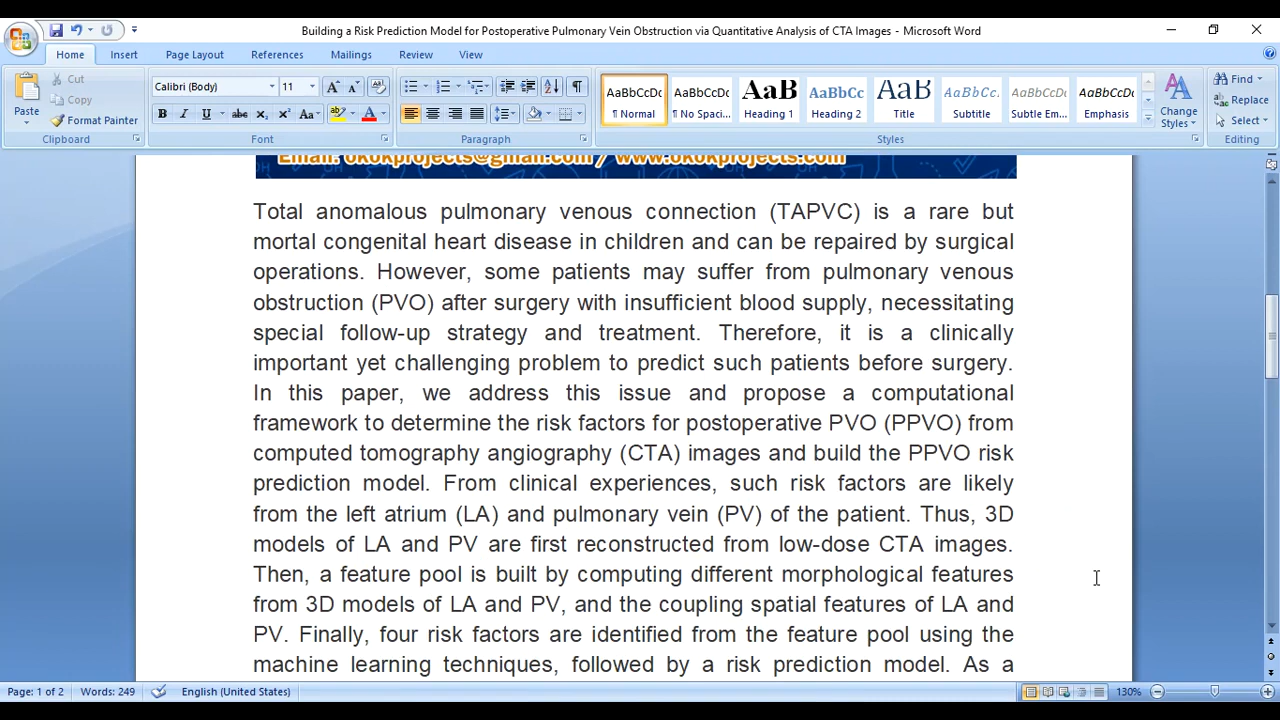 Building a Risk Prediction Model for Postoperative Pulmonary Vein Obstruction via Quantitative Analysis of CTA Images - Microsoft Word
Home Insert Page Layout References Mailings Review View
Paste
Cut
Copy
Format Painter
Clipboard
Calibri (Body) 11
Font
Paragraph
AaBbCcDc AaBbCcDc AaB AaBbCc AaB AaBbCc. AaBbCcDc AaBbCcDc
¶ Normal ¶ No Spaci... Heading 1 Heading 2 Title Subtitle Subtle Em... Emphasis
Change Styles
Styles
Find
Replace
Select
Editing
Email: okokprojects@gmail.com / www.okokprojects.com
Total anomalous pulmonary venous connection (TAPVC) is a rare but
mortal congenital heart disease in children and can be repaired by surgical
operations. However, some patients may suffer from pulmonary venous
obstruction (PVO) after surgery with insufficient blood supply, necessitating
special follow-up strategy and treatment. Therefore, it is a clinically
important yet challenging problem to predict such patients before surgery.
In this paper, we address this issue and propose a computational
framework to determine the risk factors for postoperative PVO (PPVO) from
computed tomography angiography (CTA) images and build the PPVO risk
prediction model. From clinical experiences, such risk factors are likely
from the left atrium (LA) and pulmonary vein (PV) of the patient. Thus, 3D
models of LA and PV are first reconstructed from low-dose CTA images.
Then, a feature pool is built by computing different morphological features
from 3D models of LA and PV, and the coupling spatial features of LA and
PV. Finally, four risk factors are identified from the feature pool using the
machine learning techniques, followed by a risk prediction model. As a
Page: 1 of 2 Words: 249 English (United States) 130%